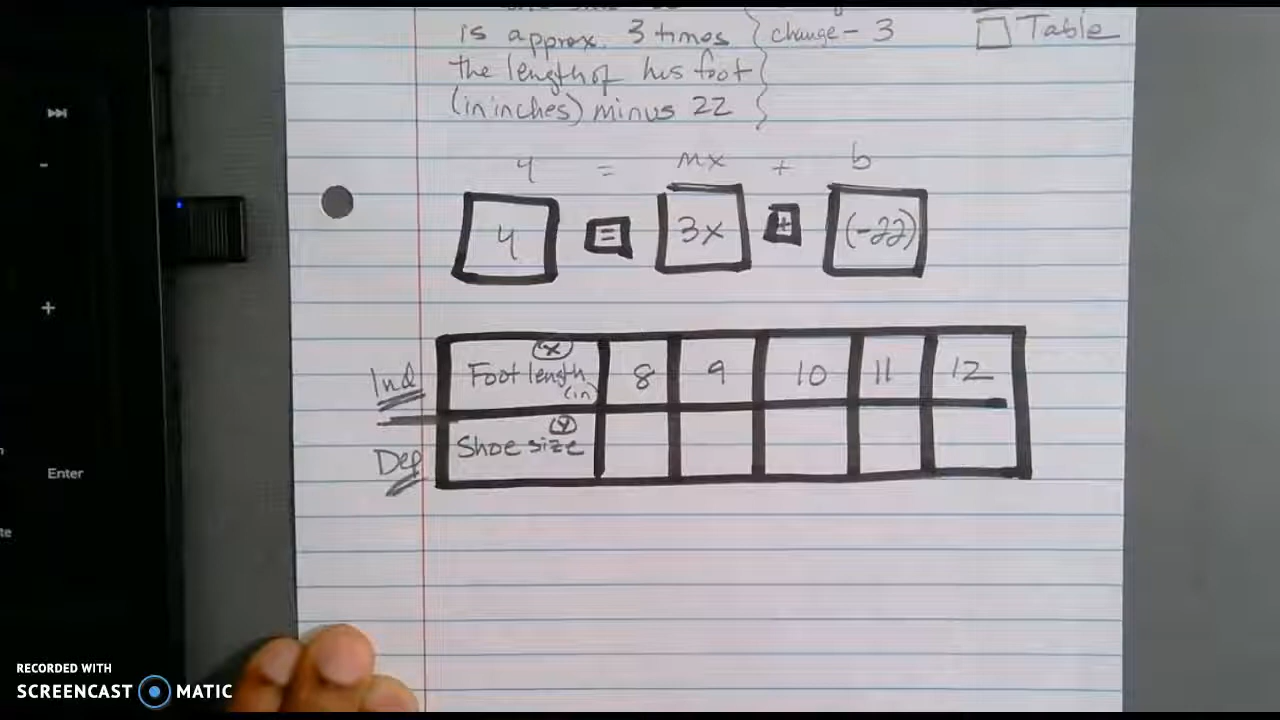 is approx. 3 times change - 3 Table
the length of his foot
(in inches) minus 22
y = mx + b
y = 3x + (-22)
Ind Foot length (x) (in) 8 9 10 11 12
Dep Shoe size (y)
Enter
RECORDED WITH
SCREENCAST MATIC